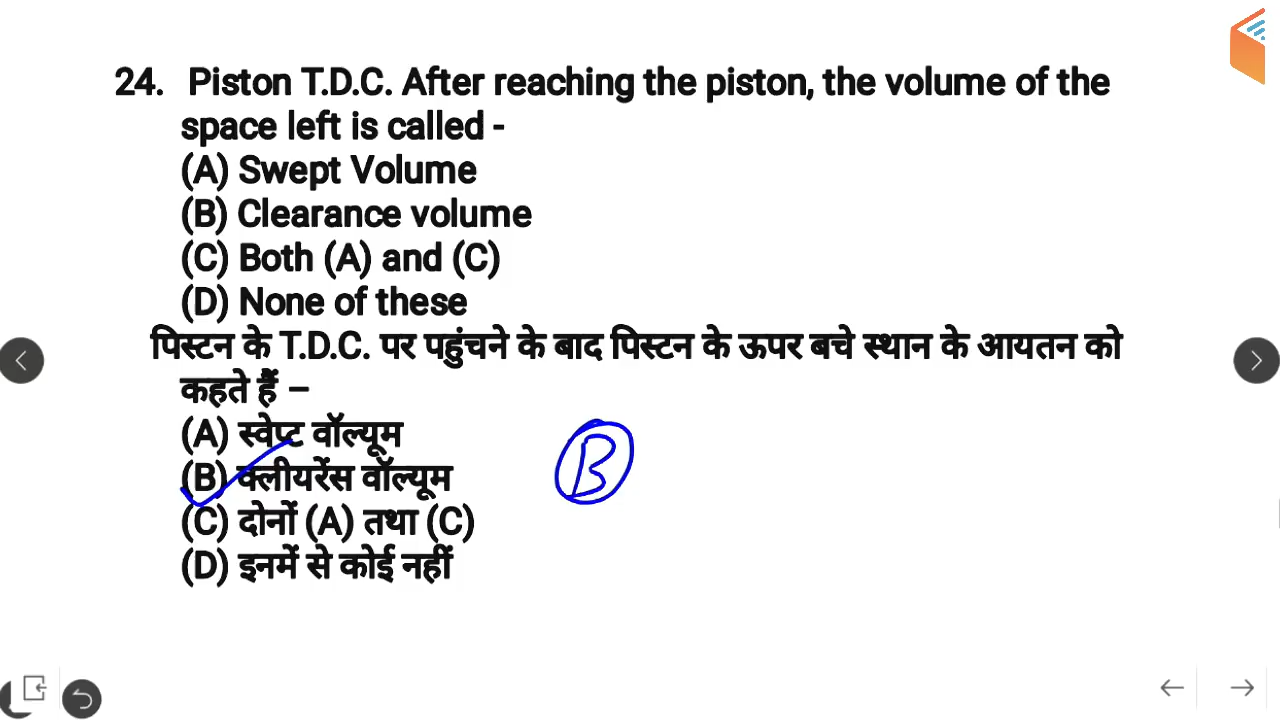 24. Piston T.D.C. After reaching the piston, the volume of the
space left is called -
(A) Swept Volume
(B) Clearance volume
(C) Both (A) and (C)
(D) None of these
पिस्टन के T.D.C. पर पहुंचने के बाद पिस्टन के ऊपर बचे स्थान के आयतन को
कहते हैं –
(A) स्वेप्ट वॉल्यूम
(B) क्लीयरेंस वॉल्यूम
B
(C) दोनों (A) तथा (C)
(D) इनमें से कोई नहीं